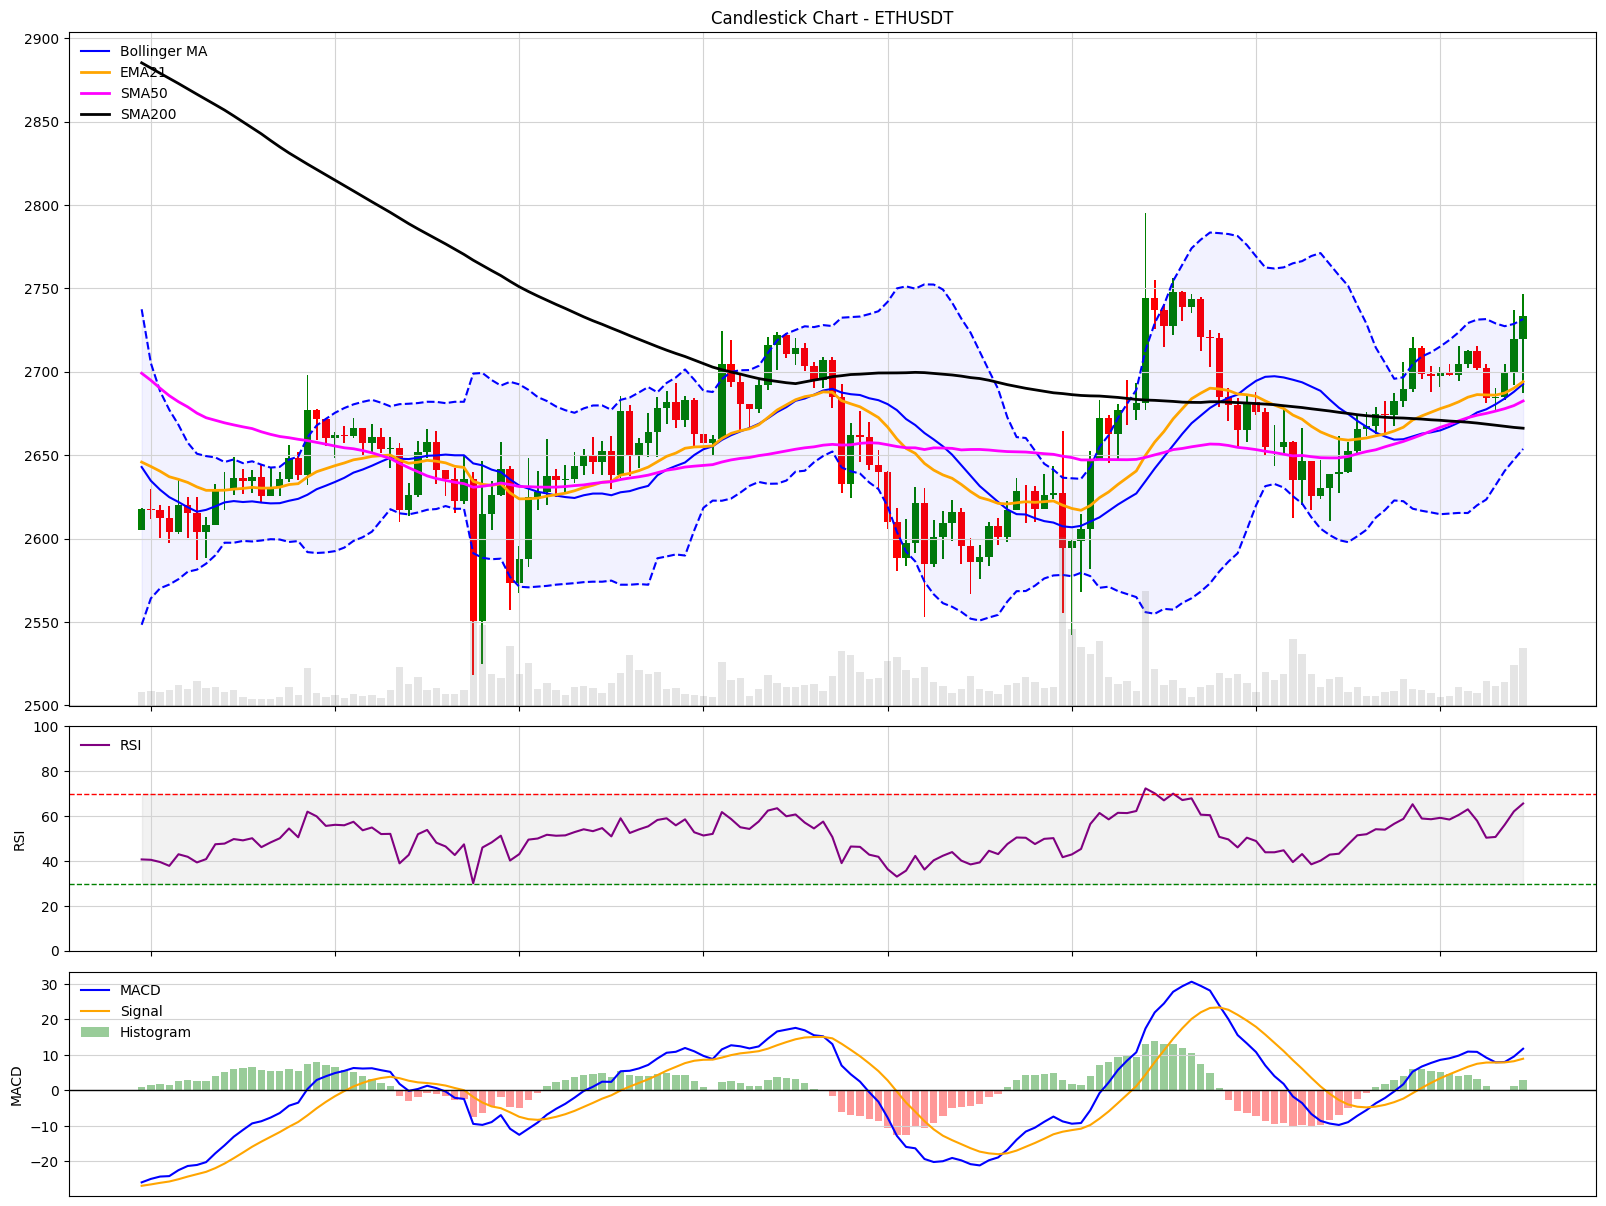 Candlestick Chart - ETHUSDT
2900
2850
2800
2750
2700
2650
2600
2550
2500
Bollinger MA
EMA21
SMA50
SMA200
100
80
60
40
20
0
RSI
RSI
30
20
10
0
−10
−20
MACD
MACD
Signal
Histogram